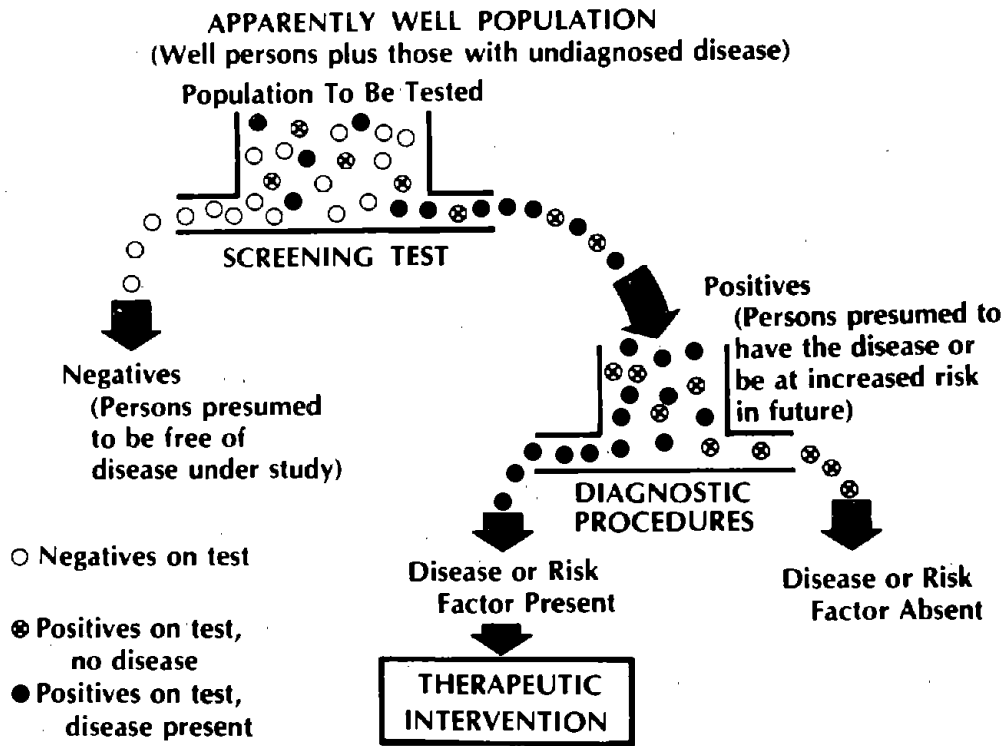 APPARENTLY WELL POPULATION
(Well persons plus those with undiagnosed disease)
Population To Be Tested
SCREENING TEST
Positives
(Persons presumed to
have the disease or
be at increased risk
in future)
Negatives
(Persons presumed
to be free of
disease under study)
DIAGNOSTIC
PROCEDURES
Disease or Risk
Factor Present
Disease or Risk
Factor Absent
THERAPEUTIC
INTERVENTION
Negatives on test
Positives on test,
no disease
Positives on test,
disease present